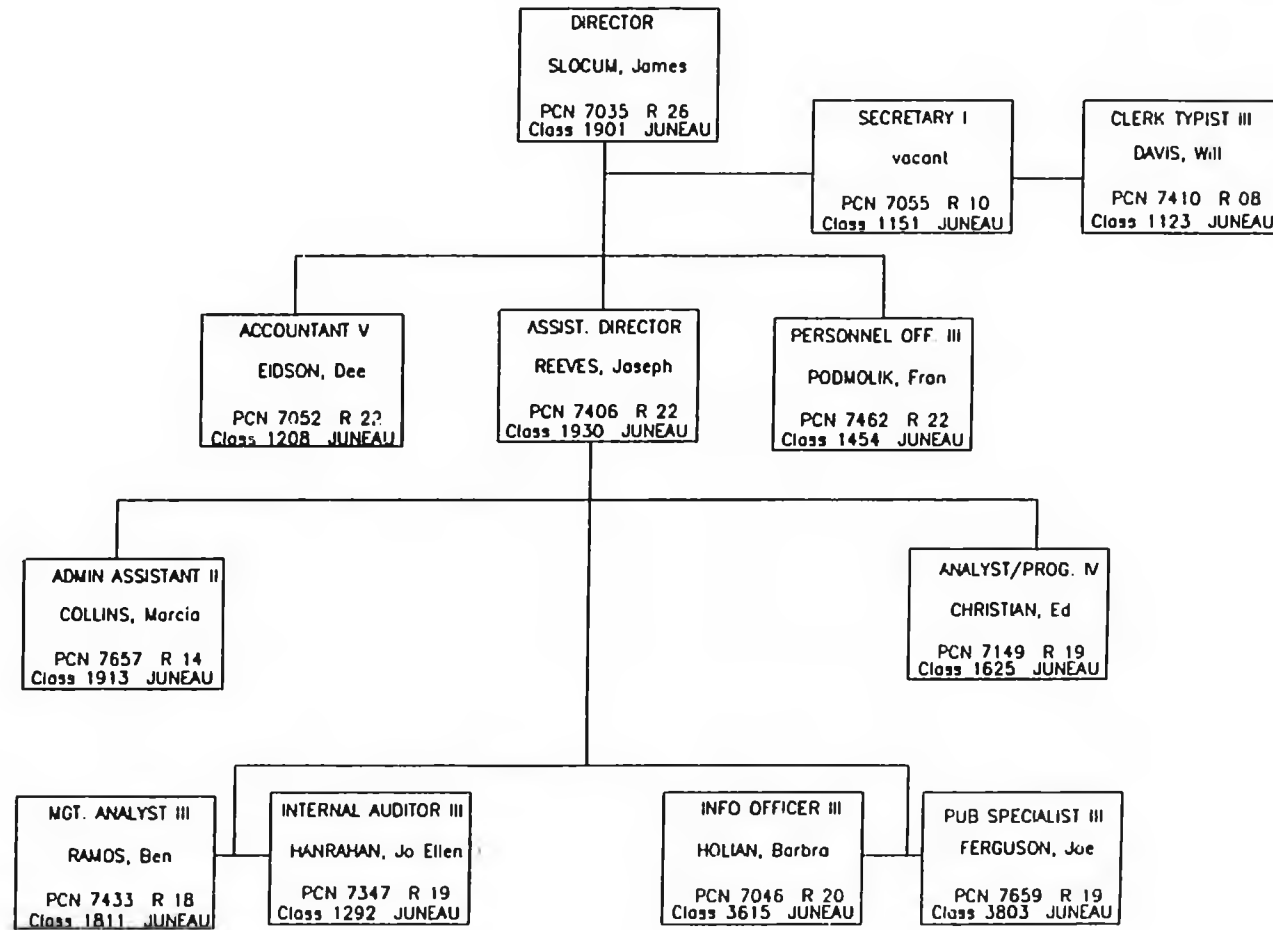 DIRECTOR
SLOCUM, James
PCN 7035 R 26
Class 1901 JUNEAU
SECRETARY I
vacant
PCN 7055 R 10
Class 1151 JUNEAU
CLERK TYPIST III
DAVIS, Will
PCN 7410 R 08
Class 1123 JUNEAU
ACCOUNTANT V
EIDSON, Dee
PCN 7052 R 22
Class 1208 JUNEAU
ASSIST. DIRECTOR
REEVES, Joseph
PCN 7406 R 22
Class 1930 JUNEAU
PERSONNEL OFF. III
PODMOLIK, Fran
PCN 7462 R 22
Class 1454 JUNEAU
ADMIN ASSISTANT II
COLLINS, Marcia
PCN 7657 R 14
Class 1913 JUNEAU
ANALYST/PROG. IV
CHRISTIAN, Ed
PCN 7149 R 19
Class 1625 JUNEAU
MGT. ANALYST III
RAMOS, Ben
PCN 7433 R 18
Class 1811 JUNEAU
INTERNAL AUDITOR III
HANRAHAN, Jo Ellen
PCN 7347 R 19
Class 1292 JUNEAU
INFO OFFICER III
HOLIAN, Barbra
PCN 7046 R 20
Class 3615 JUNEAU
PUB SPECIALIST III
FERGUSON, Joe
PCN 7659 R 19
Class 3803 JUNEAU